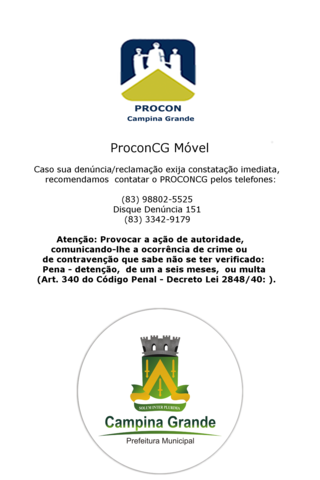 PROCON
Campina Grande
ProconCG Móvel
Caso sua denúncia/reclamação exija constatação imediata,
recomendamos contatar o PROCONCG pelos telefones:
(83) 98802-5525
Disque Denúncia 151
(83) 3342-9179
Atenção: Provocar a ação de autoridade,
comunicando-lhe a ocorrência de crime ou
de contravenção que sabe não se ter verificado:
Pena - detenção, de um a seis meses, ou multa
(Art. 340 do Código Penal - Decreto Lei 2848/40: ).
SOLUM INTER PLURIMA
Campina Grande
Prefeitura Municipal